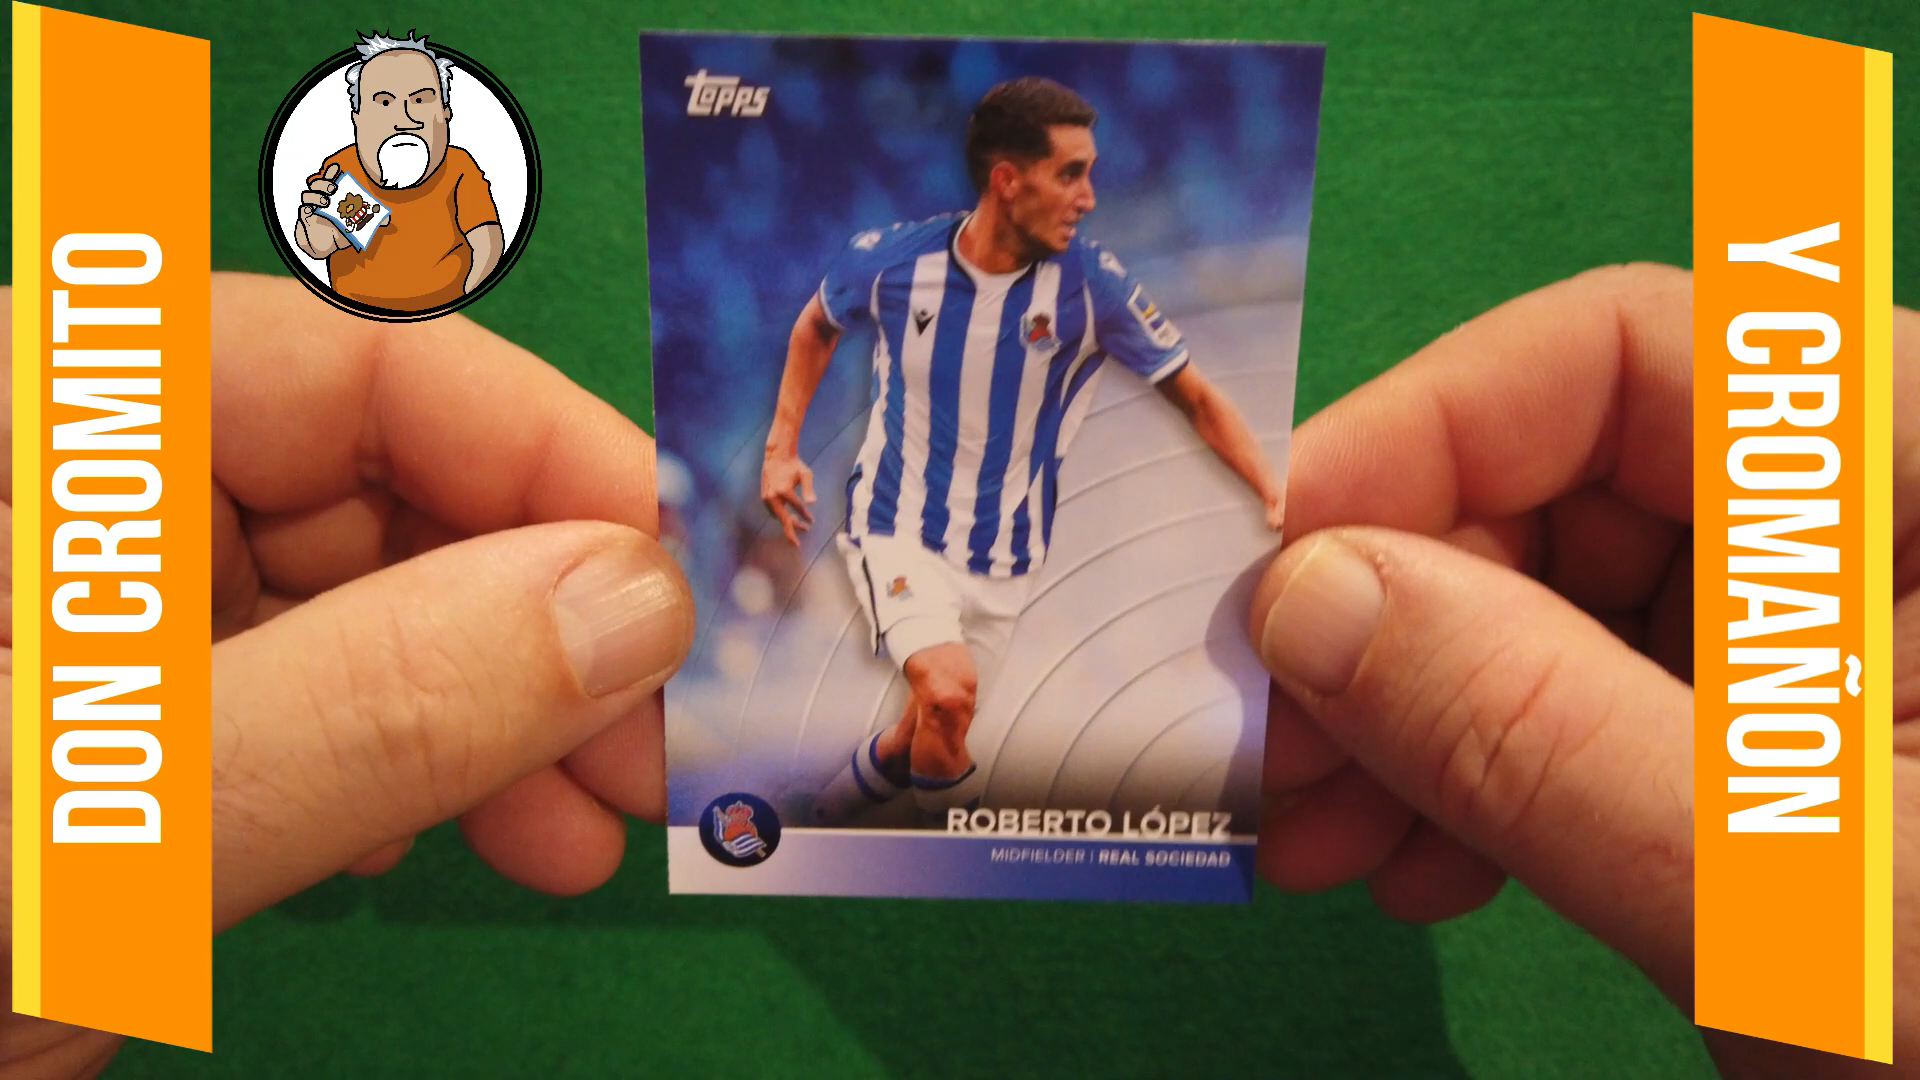 DON CROMITO
Topps
ROBERTO LÓPEZ
MIDFIELDER | REAL SOCIEDAD
Y CROMAÑON